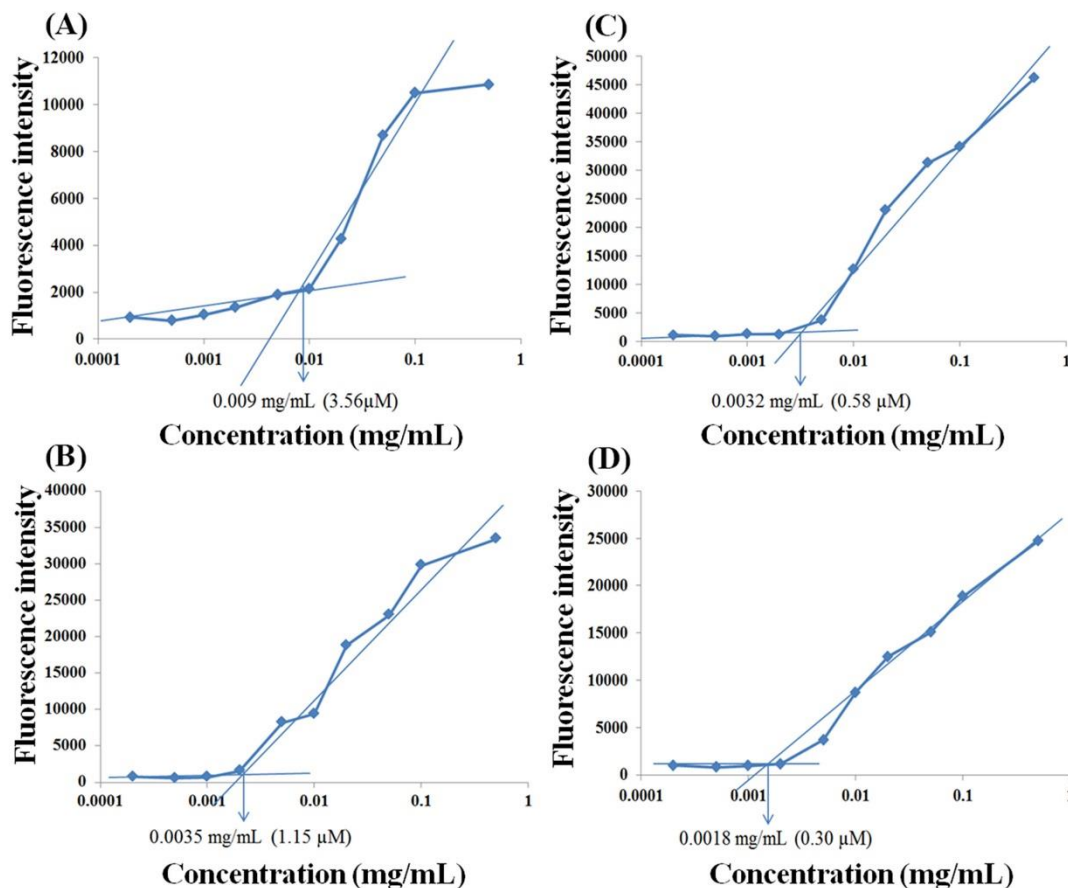 (A)
Fluorescence intensity
12000
10000
8000
6000
4000
2000
0
0.0001 0.001 0.01 0.1 1
0.009 mg/mL (3.56µM)
Concentration (mg/mL)
(C)
Fluorescence intensity
50000
45000
40000
35000
30000
25000
20000
15000
10000
5000
0
0.0001 0.001 0.01 0.1 1
0.0032 mg/mL (0.58 µM)
Concentration (mg/mL)
(B)
Fluorescence intensity
40000
35000
30000
25000
20000
15000
10000
5000
0
0.0001 0.001 0.01 0.1 1
0.0035 mg/mL (1.15 µM)
Concentration (mg/mL)
(D)
Fluorescence intensity
30000
25000
20000
15000
10000
5000
0
0.0001 0.001 0.01 0.1 1
0.0018 mg/mL (0.30 µM)
Concentration (mg/mL)